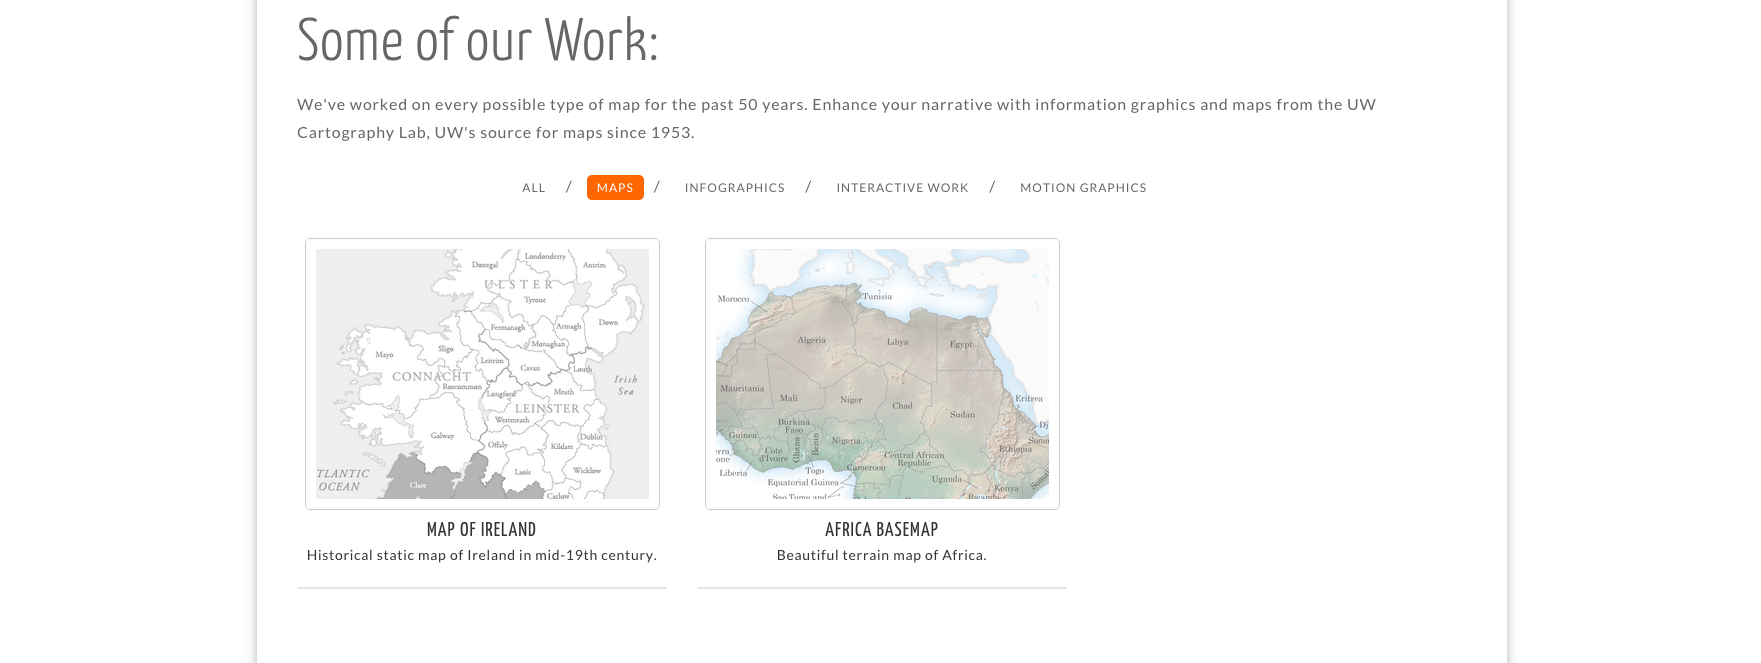 Some of our Work:
We've worked on every possible type of map for the past 50 years. Enhance your narrative with information graphics and maps from the UW
Cartography Lab, UW's source for maps since 1953.
ALL / MAPS / INFOGRAPHICS / INTERACTIVE WORK / MOTION GRAPHICS
Londonderry
Donegal
Antrim
ULSTER
Tyrone
Down
Fermanagh
Armagh
Monaghan
Sligo
Mayo
Leitrim
Cavan
Louth
CONNACHT
Roscommon
Irish
Sea
Longford
Meath
LEINSTER
Westmeath
Galway
Dublin
Offaly
Kildare
Laois
Wicklow
TLANTIC
OCEAN
Clare
Carlow
Morocco
Tunisia
Algeria
Libya
Egypt
Mauritania
Mali
Niger
Chad
Eritrea
Sudan
Burkina
Faso
Guinea
Ghana
Benin
Nigeria
Dj
Soma
Cote
d'Ivoire
Central African
Republic
Ethiopia
rra
one
Liberia
Togo
Cameroon
Equatorial Guinea
Uganda
Kenya
Somal
Sao Tome and
Rwanda
MAP OF IRELAND
Historical static map of Ireland in mid-19th century.
AFRICA BASEMAP
Beautiful terrain map of Africa.